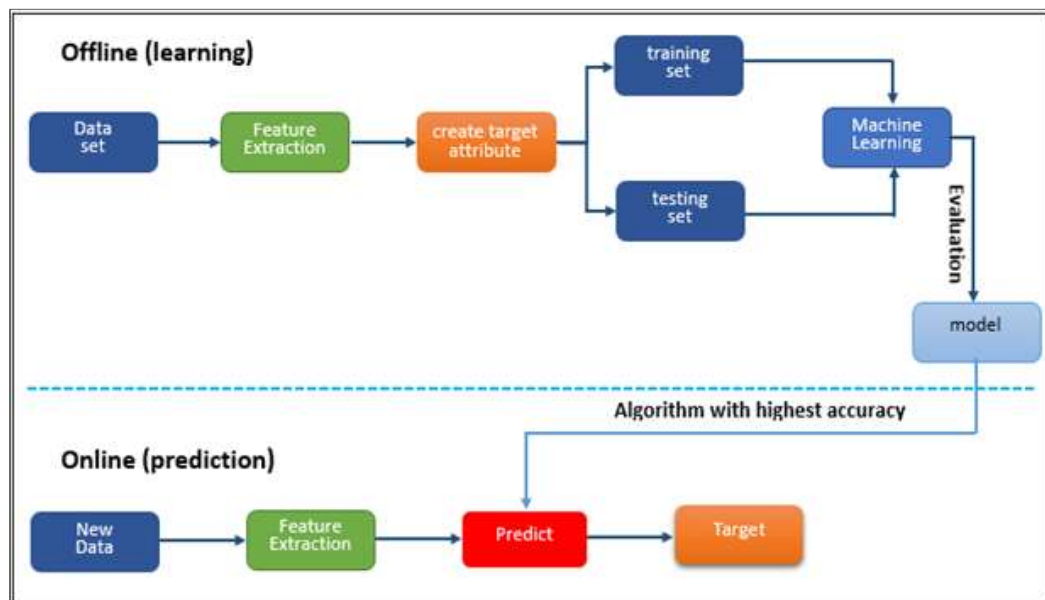 Offline (learning)
Data
set
Feature
Extraction
create target
attribute
training
set
testing
set
Machine
Learning
Evaluation
model
Algorithm with highest accuracy
Online (prediction)
New
Data
Feature
Extraction
Predict
Target